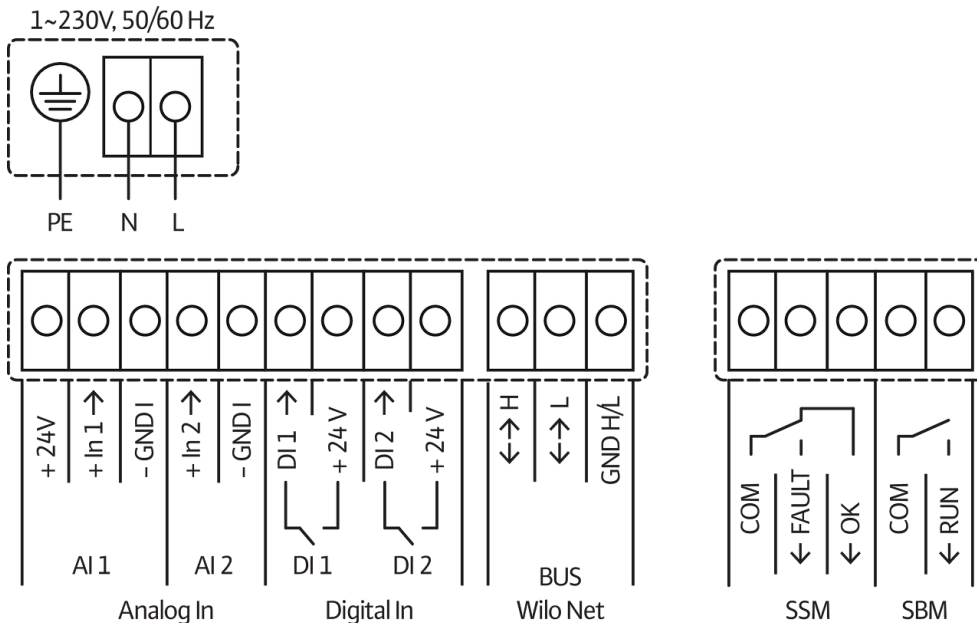 1~230V, 50/60 Hz
PE N L
+ 24V
+ In 1 →
– GND I
+ In 2 →
– GND I
DI 1 →
+ 24 V
DI 2 →
+ 24 V
H
L
GND H/L
COM
← FAULT
← OK
COM
← RUN
AI 1 AI 2 DI 1 DI 2 BUS
Analog In Digital In Wilo Net SSM SBM